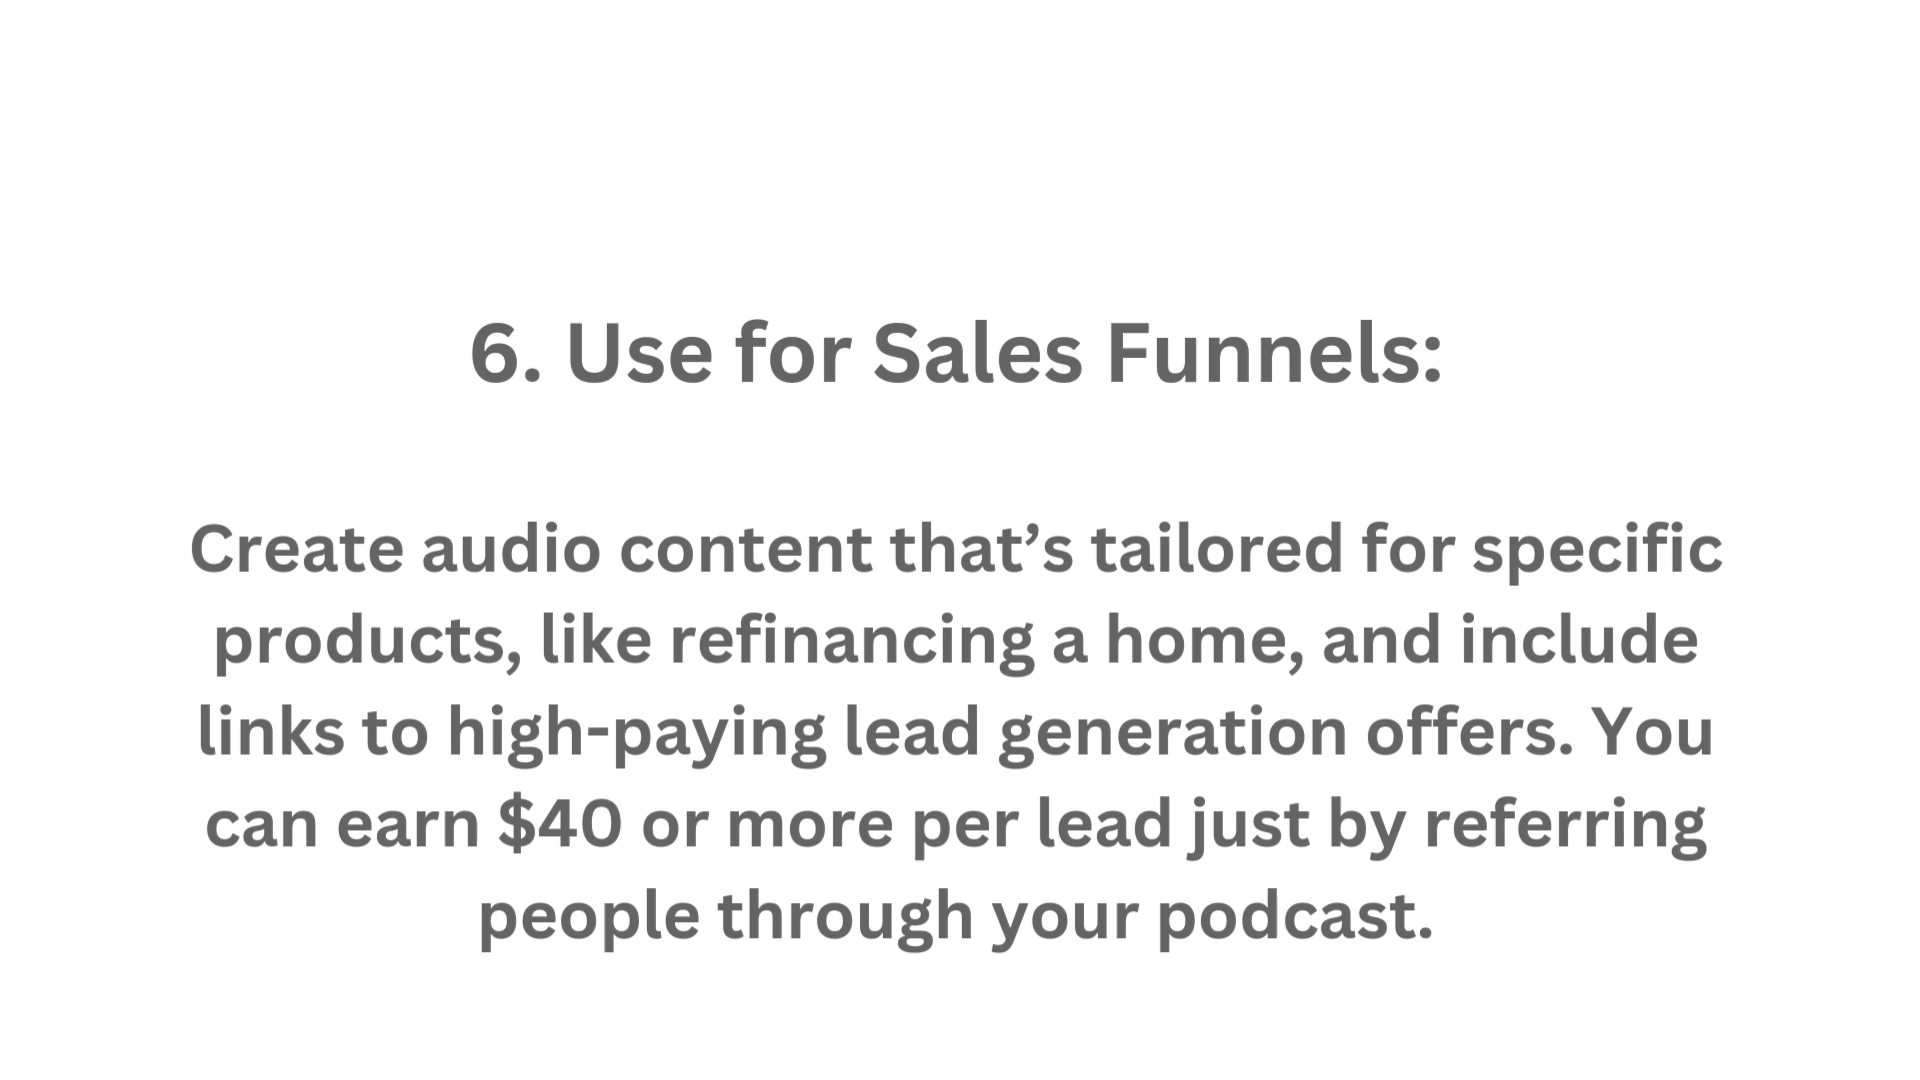 6. Use for Sales Funnels:
Create audio content that’s tailored for specific
products, like refinancing a home, and include
links to high-paying lead generation offers. You
can earn $40 or more per lead just by referring
people through your podcast.